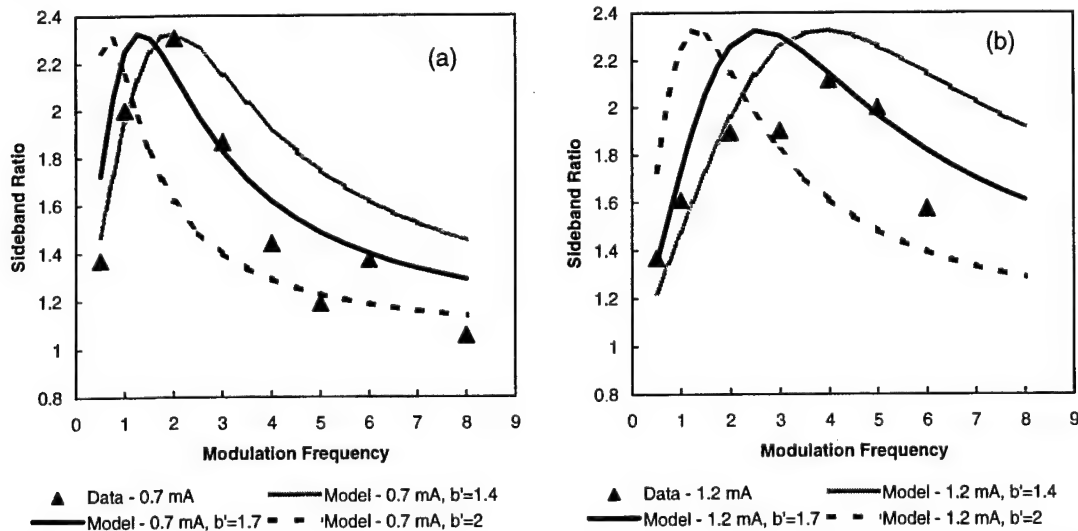 2.4
2.2
2
1.8
1.6
1.4
1.2
1
0.8
Sideband Ratio
(a)
0 1 2 3 4 5 6 7 8 9
Modulation Frequency
Data - 0.7 mA
Model - 0.7 mA, b'=1.4
Model - 0.7 mA, b'=1.7
Model - 0.7 mA, b'=2
2.4
2.2
2
1.8
1.6
1.4
1.2
1
0.8
Sideband Ratio
(b)
0 1 2 3 4 5 6 7 8 9
Modulation Frequency
Data - 1.2 mA
Model - 1.2 mA, b'=1.4
Model - 1.2 mA, b'=1.7
Model - 1.2 mA, b'=2